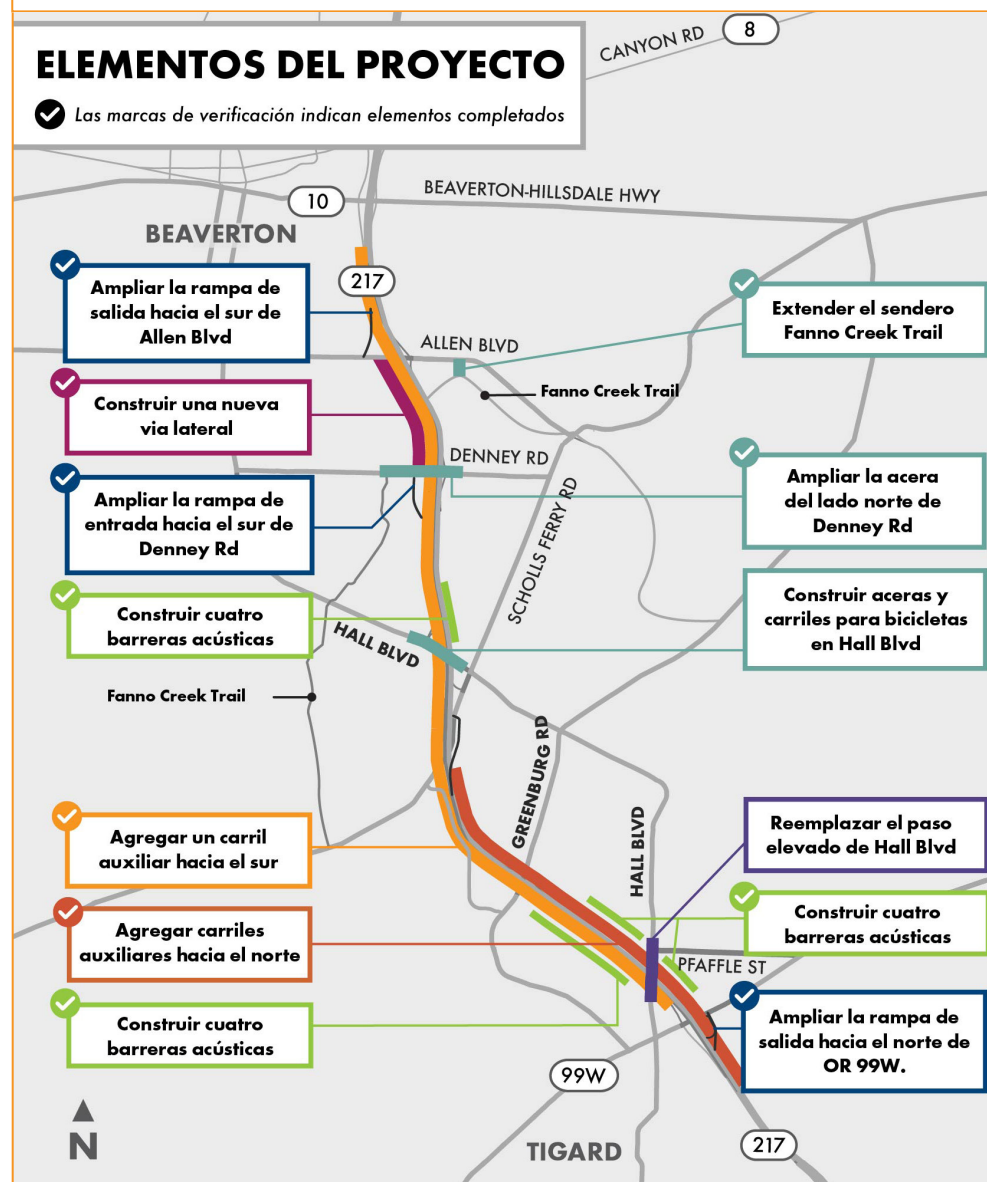 ELEMENTOS DEL PROYECTO
Las marcas de verificación indican elementos completados
CANYON RD
8
BEAVERTON-HILLSDALE HWY
10
BEAVERTON
217
Ampliar la rampa de
salida hacia el sur de
Allen Blvd
Extender el sendero
Fanno Creek Trail
ALLEN BLVD
Fanno Creek Trail
Construir una nueva
via lateral
DENNEY RD
Ampliar la acera
del lado norte de
Denney Rd
Ampliar la rampa de
entrada hacia el sur de
Denney Rd
SCHOLLS FERRY RD
Construir aceras y
carriles para bicicletas
en Hall Blvd
Construir cuatro
barreras acústicas
HALL BLVD
Fanno Creek Trail
GREENBURG RD
HALL BLVD
Agregar un carril
auxiliar hacia el sur
Reemplazar el paso
elevado de Hall Blvd
Agregar carriles
auxiliares hacia el norte
Construir cuatro
barreras acústicas
PFAFFLE ST
Construir cuatro
barreras acústicas
Ampliar la rampa de
salida hacia el norte de
OR 99W.
99W
N
TIGARD
217